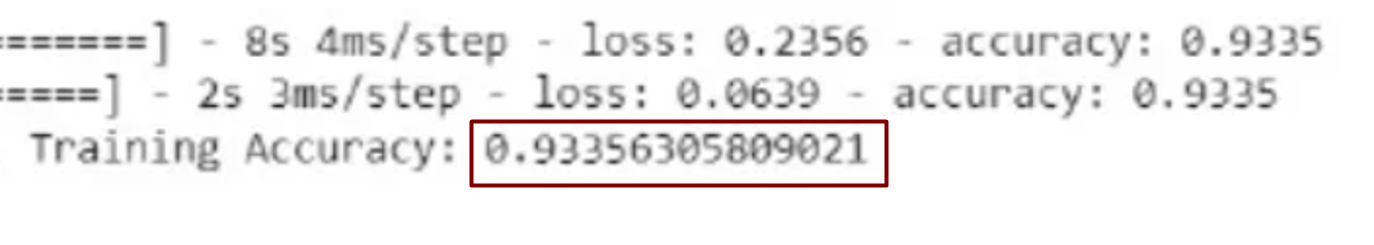 =======] - 8s 4ms/step - loss: 0.2356 - accuracy: 0.9335
=====] - 2s 3ms/step - loss: 0.0639 - accuracy: 0.9335
Training Accuracy: 0.93356305809021